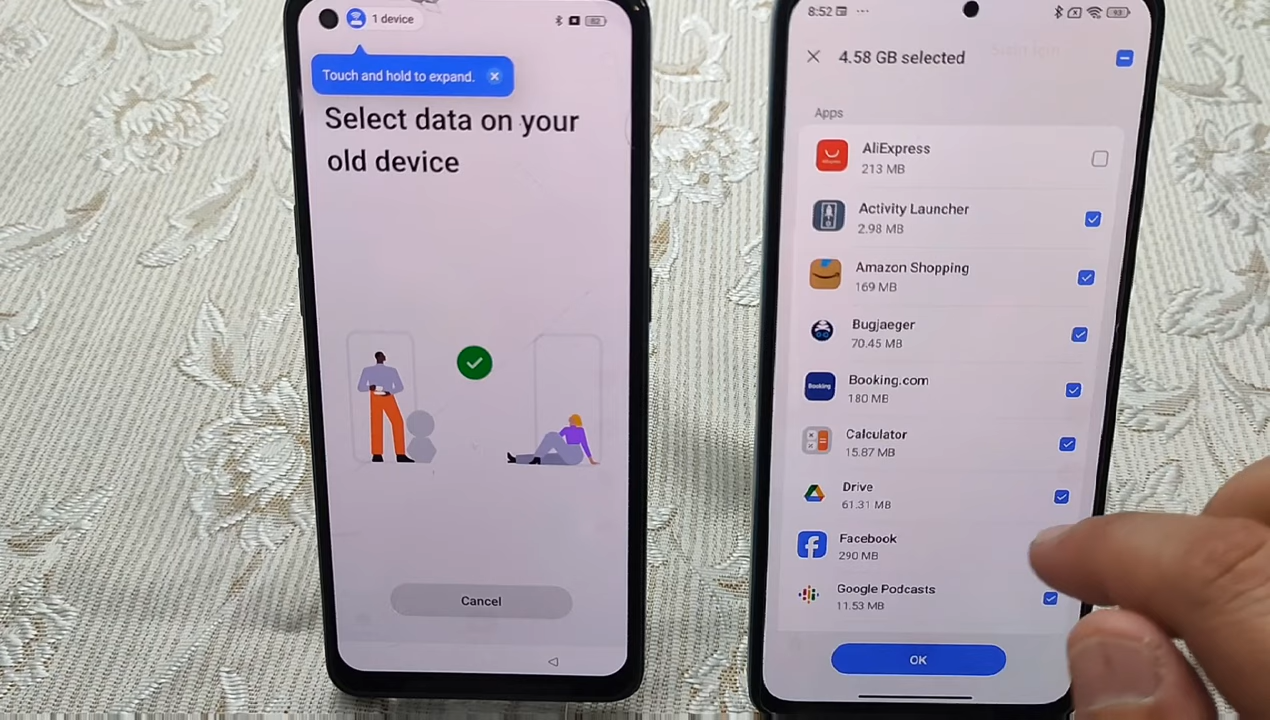 1 device
82
Touch and hold to expand.
Select data on your
old device
Cancel
8:52
93
4.58 GB selected
Apps
AliExpress
213 MB
Activity Launcher
2.98 MB
Amazon Shopping
169 MB
Bugjaeger
70.45 MB
Booking
Booking.com
180 MB
Calculator
15.87 MB
Drive
61.31 MB
Facebook
290 MB
Google Podcasts
11.53 MB
OK